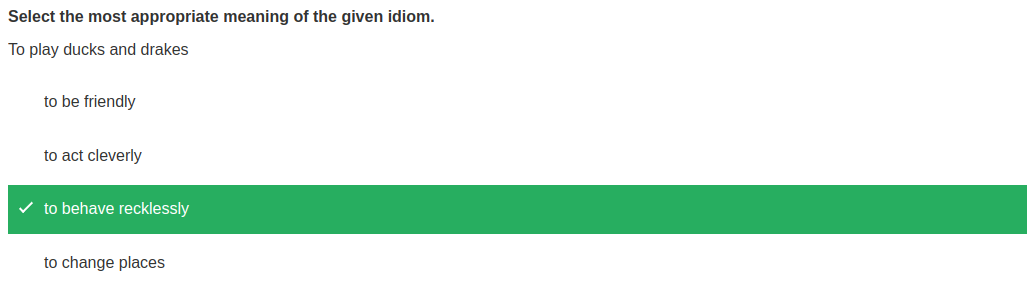 Select the most appropriate meaning of the given idiom.
To play ducks and drakes
to be friendly
to act cleverly
to behave recklessly
to change places